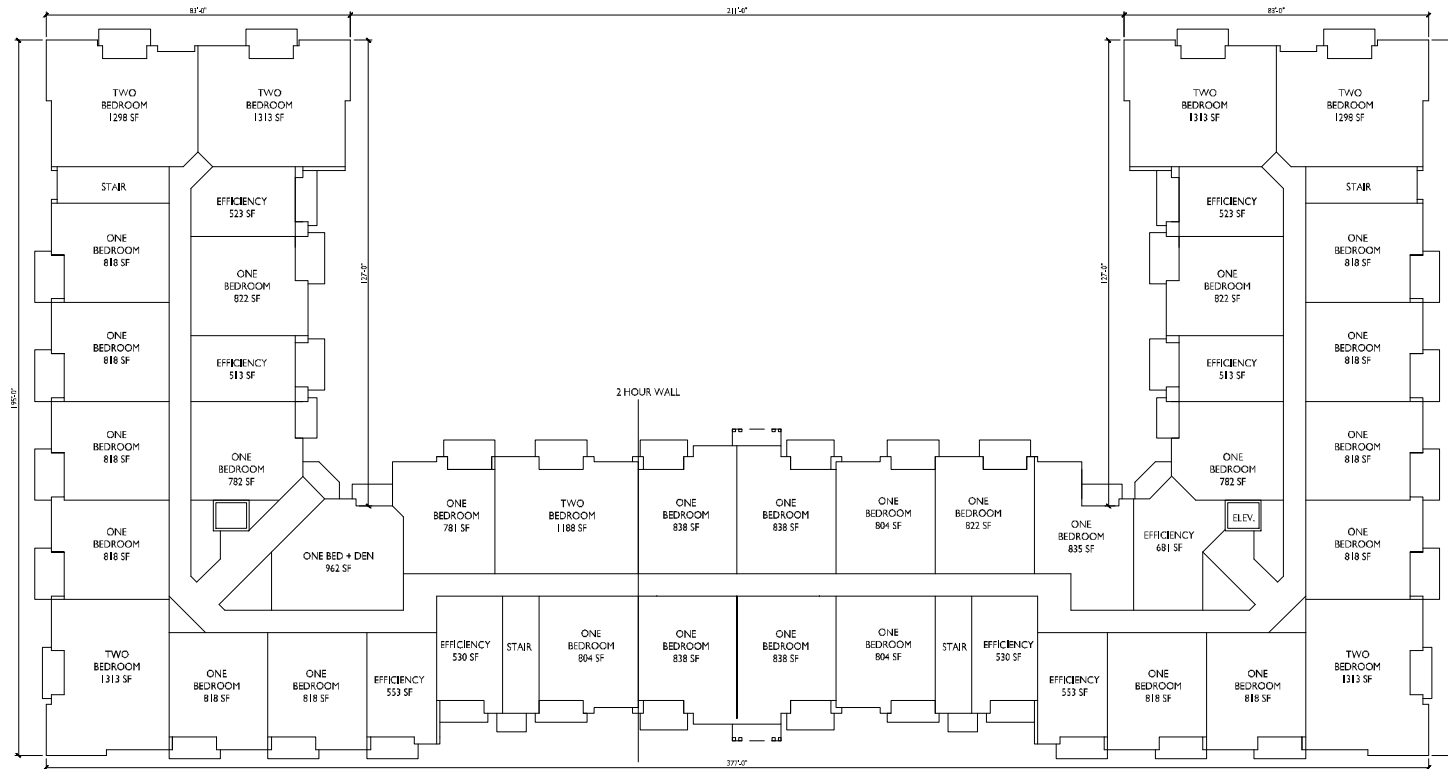 83'-0"
211'-0"
83'-0"
TWO
BEDROOM
1298 SF
TWO
BEDROOM
1313 SF
TWO
BEDROOM
1313 SF
TWO
BEDROOM
1298 SF
STAIR
EFFICIENCY
523 SF
EFFICIENCY
523 SF
STAIR
ONE
BEDROOM
818 SF
ONE
BEDROOM
822 SF
127'-0"
127'-0"
ONE
BEDROOM
822 SF
ONE
BEDROOM
818 SF
ONE
BEDROOM
818 SF
EFFICIENCY
513 SF
EFFICIENCY
513 SF
ONE
BEDROOM
818 SF
195'-0"
2 HOUR WALL
ONE
BEDROOM
818 SF
ONE
BEDROOM
782 SF
ONE
BEDROOM
782 SF
ONE
BEDROOM
818 SF
ONE
BEDROOM
818 SF
ONE BED + DEN
962 SF
ONE
BEDROOM
781 SF
TWO
BEDROOM
1188 SF
ONE
BEDROOM
838 SF
ONE
BEDROOM
838 SF
ONE
BEDROOM
804 SF
ONE
BEDROOM
822 SF
ONE
BEDROOM
835 SF
EFFICIENCY
681 SF
ELEV.
ONE
BEDROOM
818 SF
TWO
BEDROOM
1313 SF
ONE
BEDROOM
818 SF
ONE
BEDROOM
818 SF
EFFICIENCY
553 SF
EFFICIENCY
530 SF
STAIR
ONE
BEDROOM
804 SF
ONE
BEDROOM
838 SF
ONE
BEDROOM
838 SF
ONE
BEDROOM
804 SF
STAIR
EFFICIENCY
530 SF
EFFICIENCY
553 SF
ONE
BEDROOM
818 SF
ONE
BEDROOM
818 SF
TWO
BEDROOM
1313 SF
377'-0"